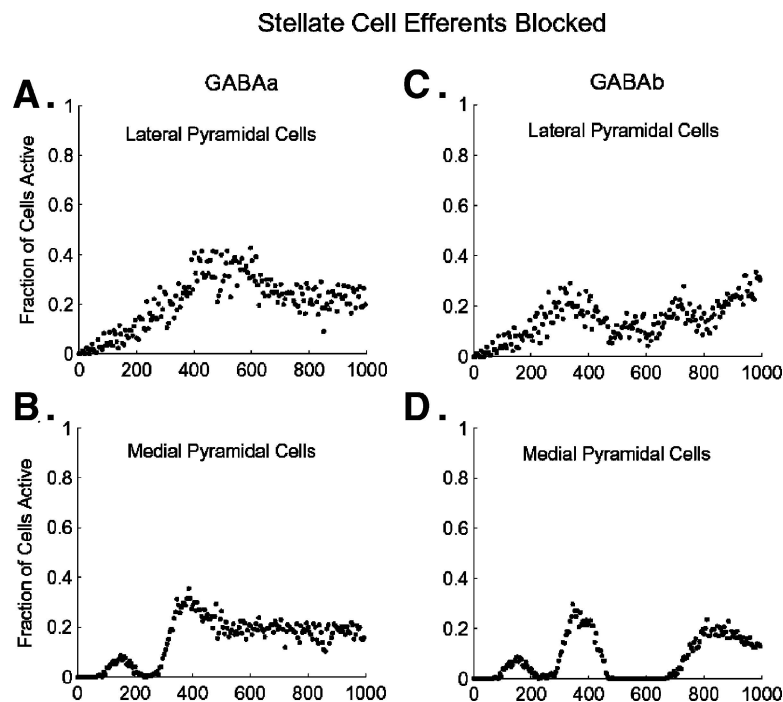 Stellate Cell Efferents Blocked
GABAa
GABAb
A.
C.
1
0.8
0.6
0.4
0.2
0
Fraction of Cells Active
Lateral Pyramidal Cells
0 200 400 600 800 1000
1
0.8
0.6
0.4
0.2
0
Lateral Pyramidal Cells
0 200 400 600 800 1000
B.
D.
1
0.8
0.6
0.4
0.2
0
Fraction of Cells Active
Medial Pyramidal Cells
0 200 400 600 800 1000
1
0.8
0.6
0.4
0.2
0
Medial Pyramidal Cells
0 200 400 600 800 1000